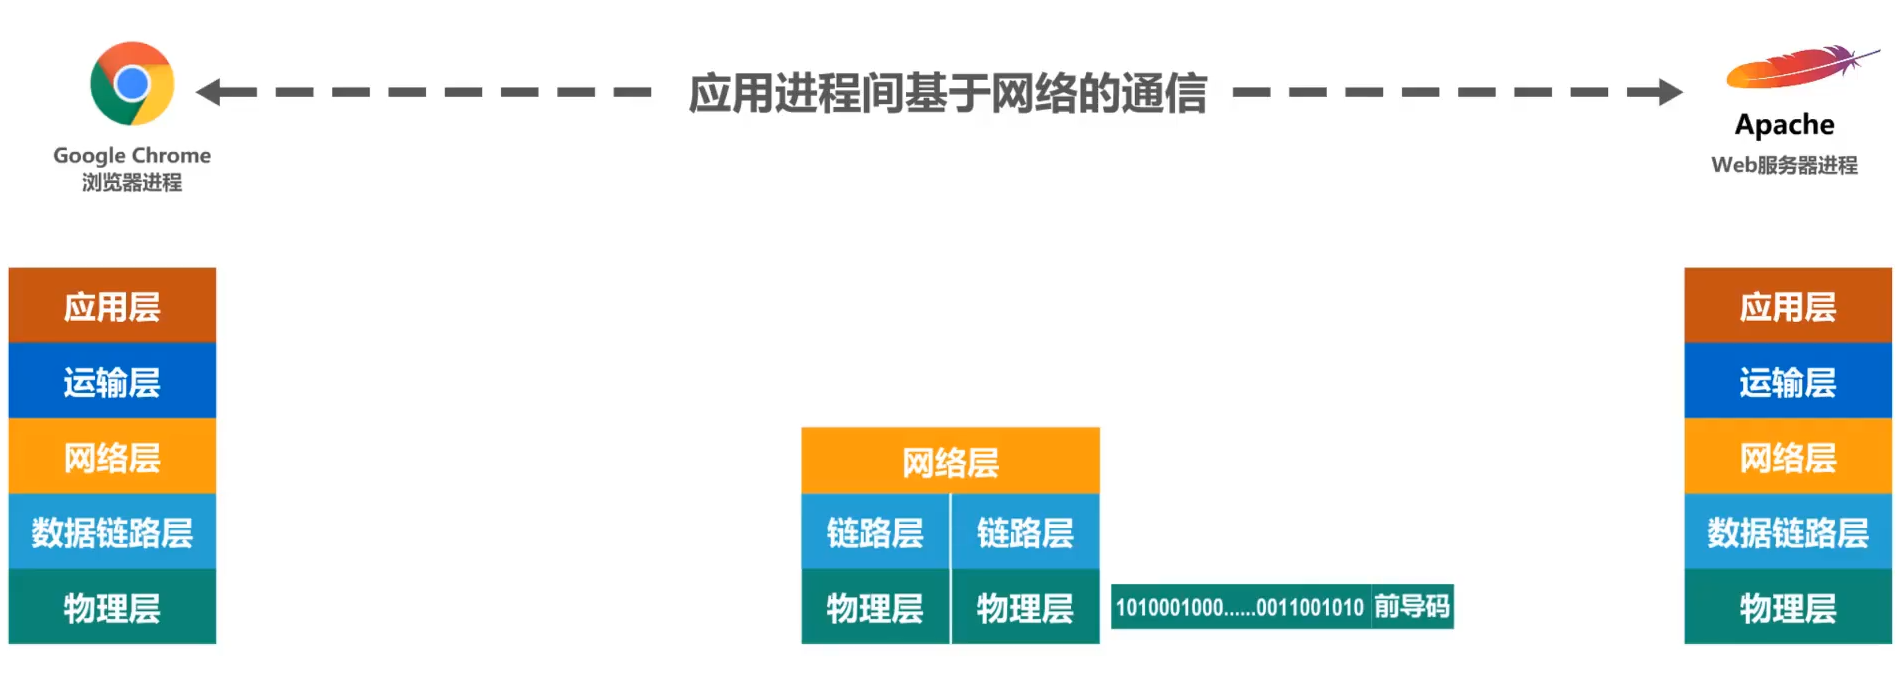 应用进程间基于网络的通信
Google Chrome
浏览器进程
Apache
Web服务器进程
应用层
运输层
网络层
数据链路层
物理层
网络层
链路层 链路层
物理层 物理层
1010001000......0011001010 前导码
应用层
运输层
网络层
数据链路层
物理层